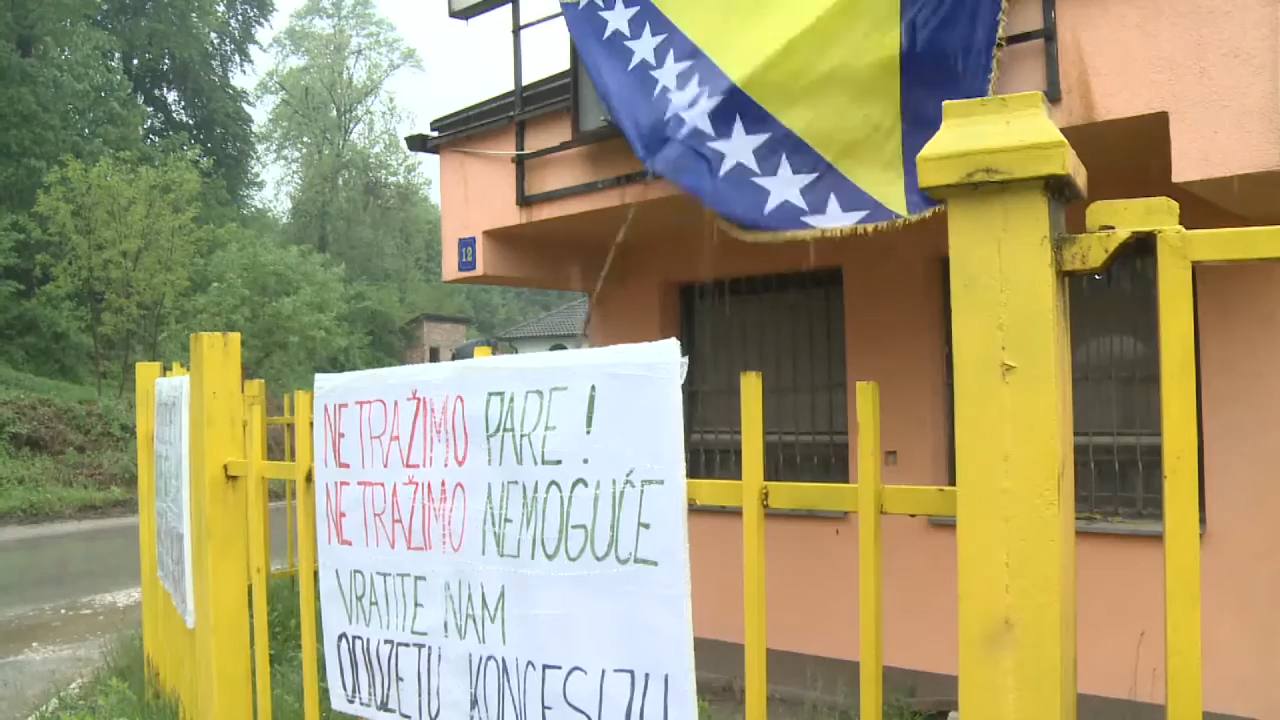 12
NE TRAŽIMO PARE !
NE TRAŽIMO NEMOGUĆE
VRATITE NAM
ODUZETU KONCESIJU